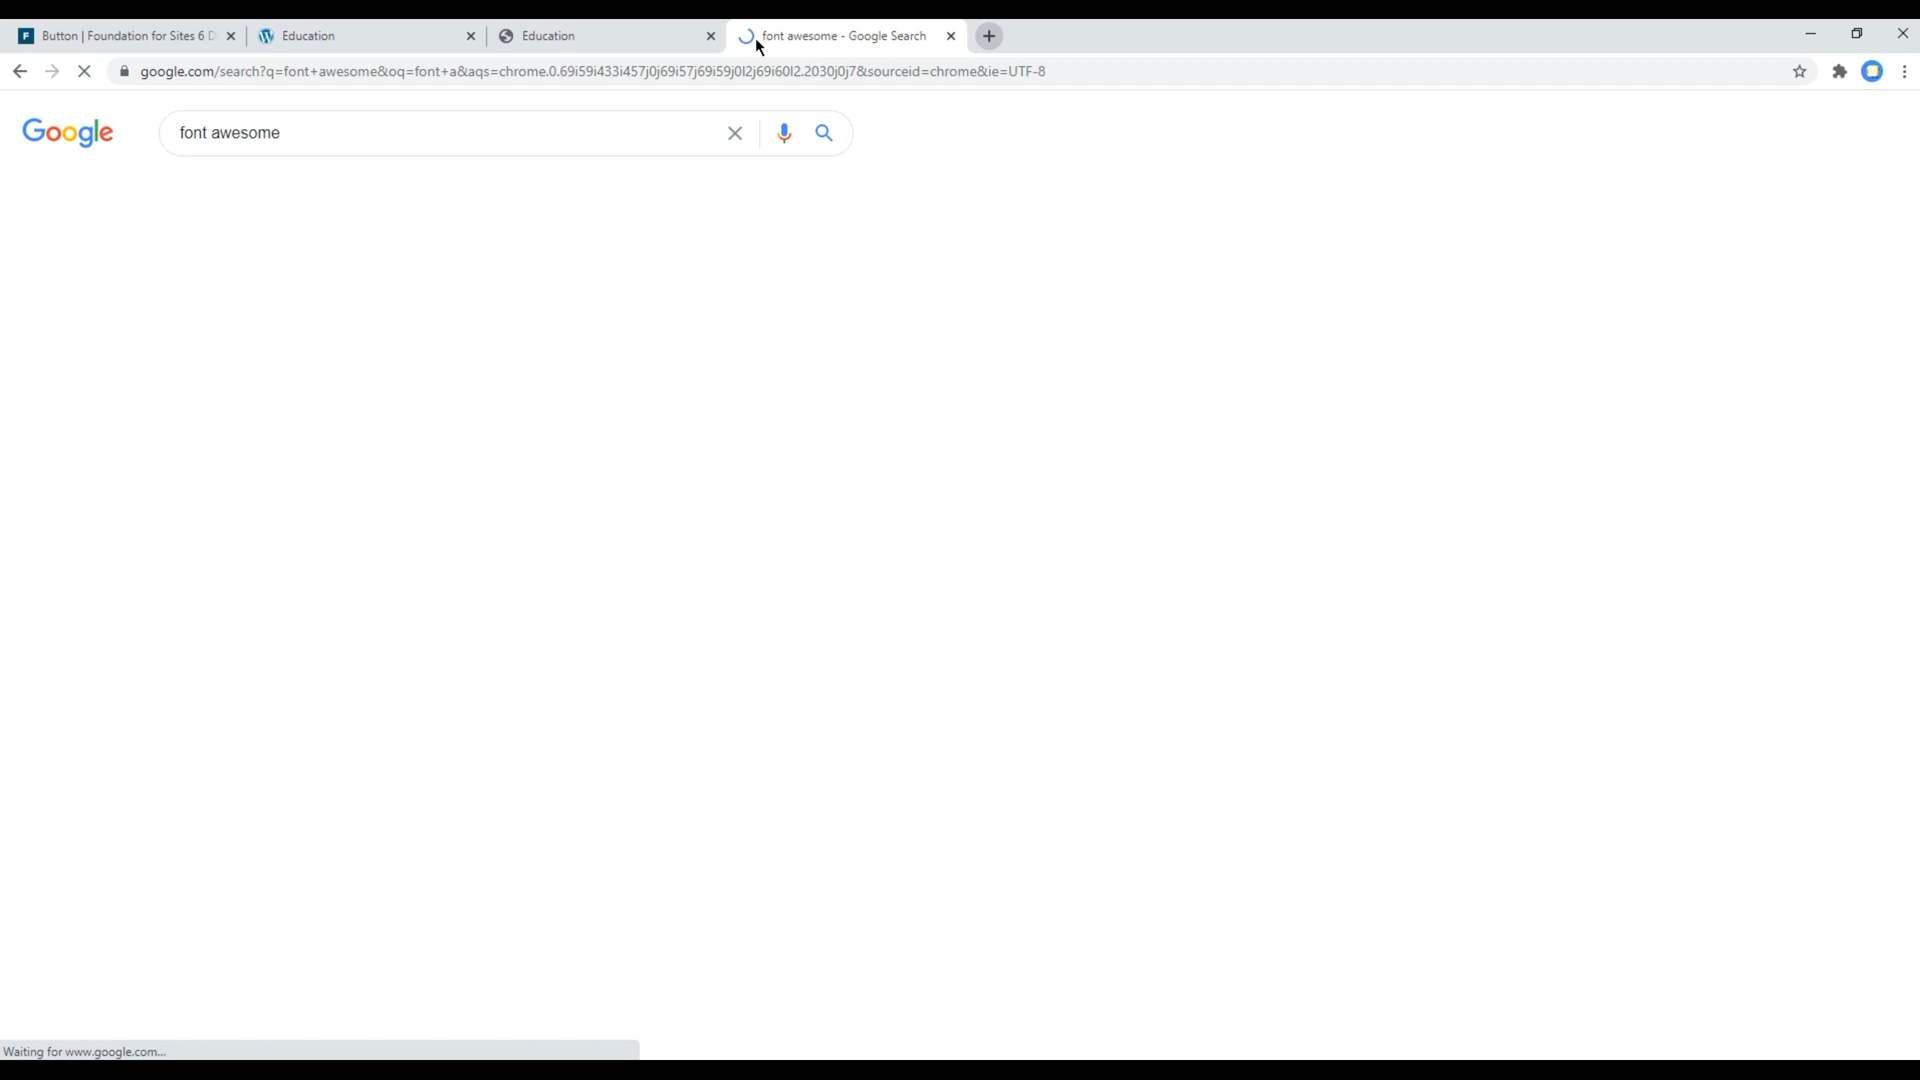 Button | Foundation for Sites 6 D
Education
Education
font awesome - Google Search
google.com/search?q=font+awesome&oq=font+a&aqs=chrome.0.69i59i433i457j0j69i57j69i59j0l2j69i60l2.2030j0j7&sourceid=chrome&ie=UTF-8
Google
font awesome
Waiting for www.google.com...